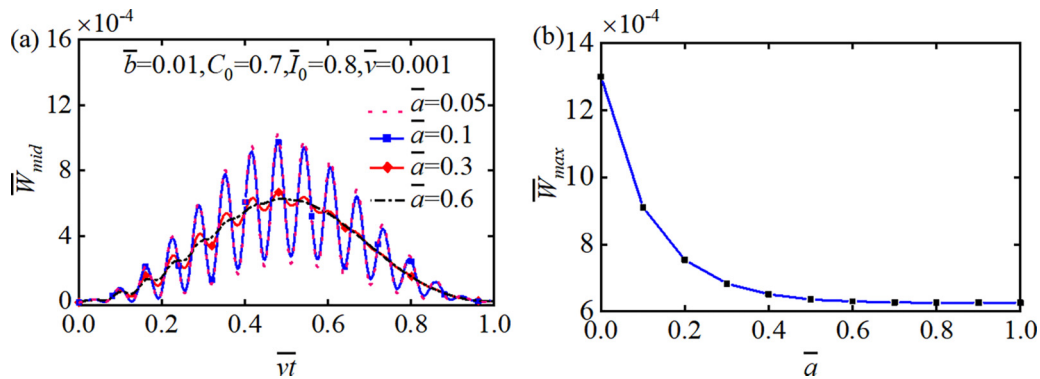 (a)
×10⁻⁴
16
12
8
4
0
W̿mid
b̅=0.01,C₀=0.7,I̅₀=0.8,v̅=0.001
a̅=0.05
a̅=0.1
a̅=0.3
a̅=0.6
0.0 0.2 0.4 0.6 0.8 1.0
v̅t̅
(b)
×10⁻⁴
14
12
10
8
6
W̿max
0.0 0.2 0.4 0.6 0.8 1.0
a̅